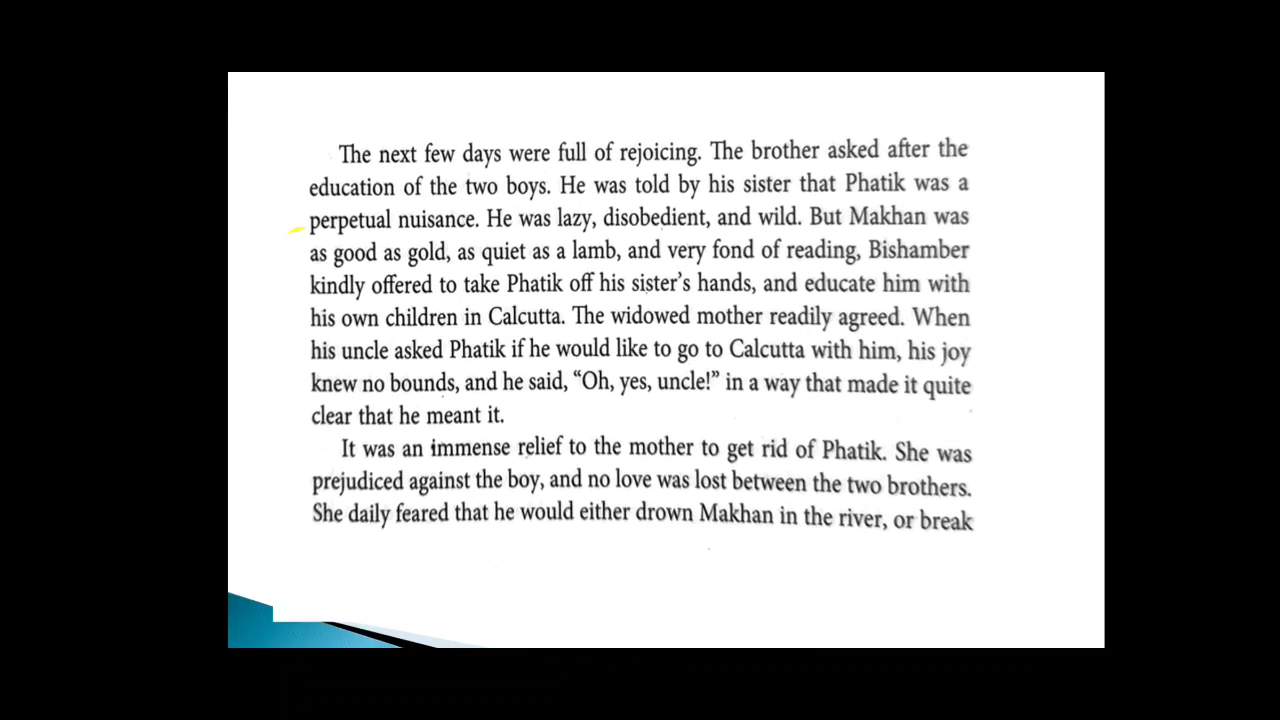 The next few days were full of rejoicing. The brother asked after the
education of the two boys. He was told by his sister that Phatik was a
perpetual nuisance. He was lazy, disobedient, and wild. But Makhan was
as good as gold, as quiet as a lamb, and very fond of reading, Bishamber
kindly offered to take Phatik off his sister’s hands, and educate him with
his own children in Calcutta. The widowed mother readily agreed. When
his uncle asked Phatik if he would like to go to Calcutta with him, his joy
knew no bounds, and he said, “Oh, yes, uncle!” in a way that made it quite
clear that he meant it.
It was an immense relief to the mother to get rid of Phatik. She was
prejudiced against the boy, and no love was lost between the two brothers.
She daily feared that he would either drown Makhan in the river, or break